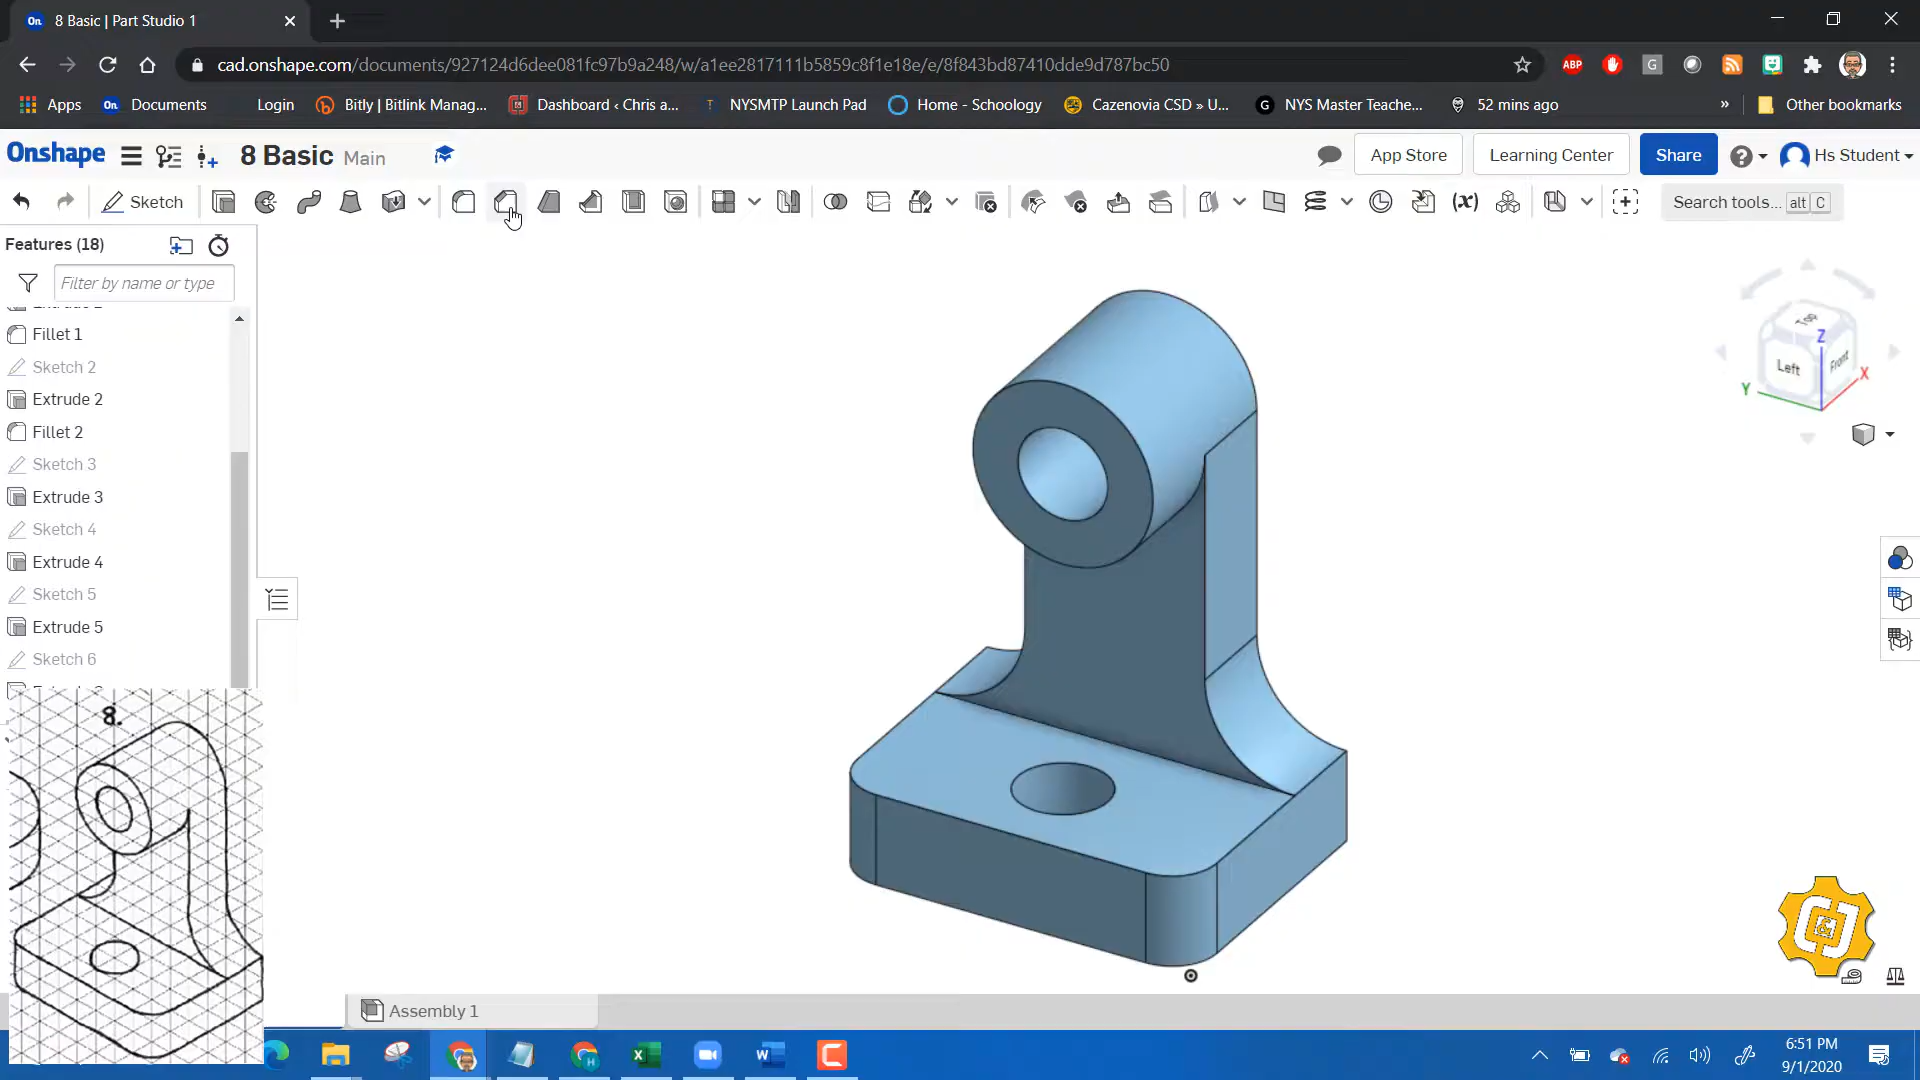 On 8 Basic | Part Studio 1
cad.onshape.com/documents/927124d6dee081fc97b9a248/w/a1ee2817111b5859c8f1e18e/e/8f843bd87410dde9d787bc50
ABP G
Apps On Documents Login Bitly | Bitlink Manag... Dashboard ‹ Chris a... T NYSMTP Launch Pad Home - Schoology Cazenovia CSD » U... G NYS Master Teache... 52 mins ago » Other bookmarks
Onshape 8 Basic Main App Store Learning Center Share ? Hs Student
Sketch (x) Search tools... alt C
Features (18)
Filter by name or type
Fillet 1
Sketch 2
Extrude 2
Fillet 2
Sketch 3
Extrude 3
Sketch 4
Extrude 4
Sketch 5
Extrude 5
Sketch 6
Top
Z
Left Front
X
Y
8.
C J &
Assembly 1
H X W C
6:51 PM
9/1/2020